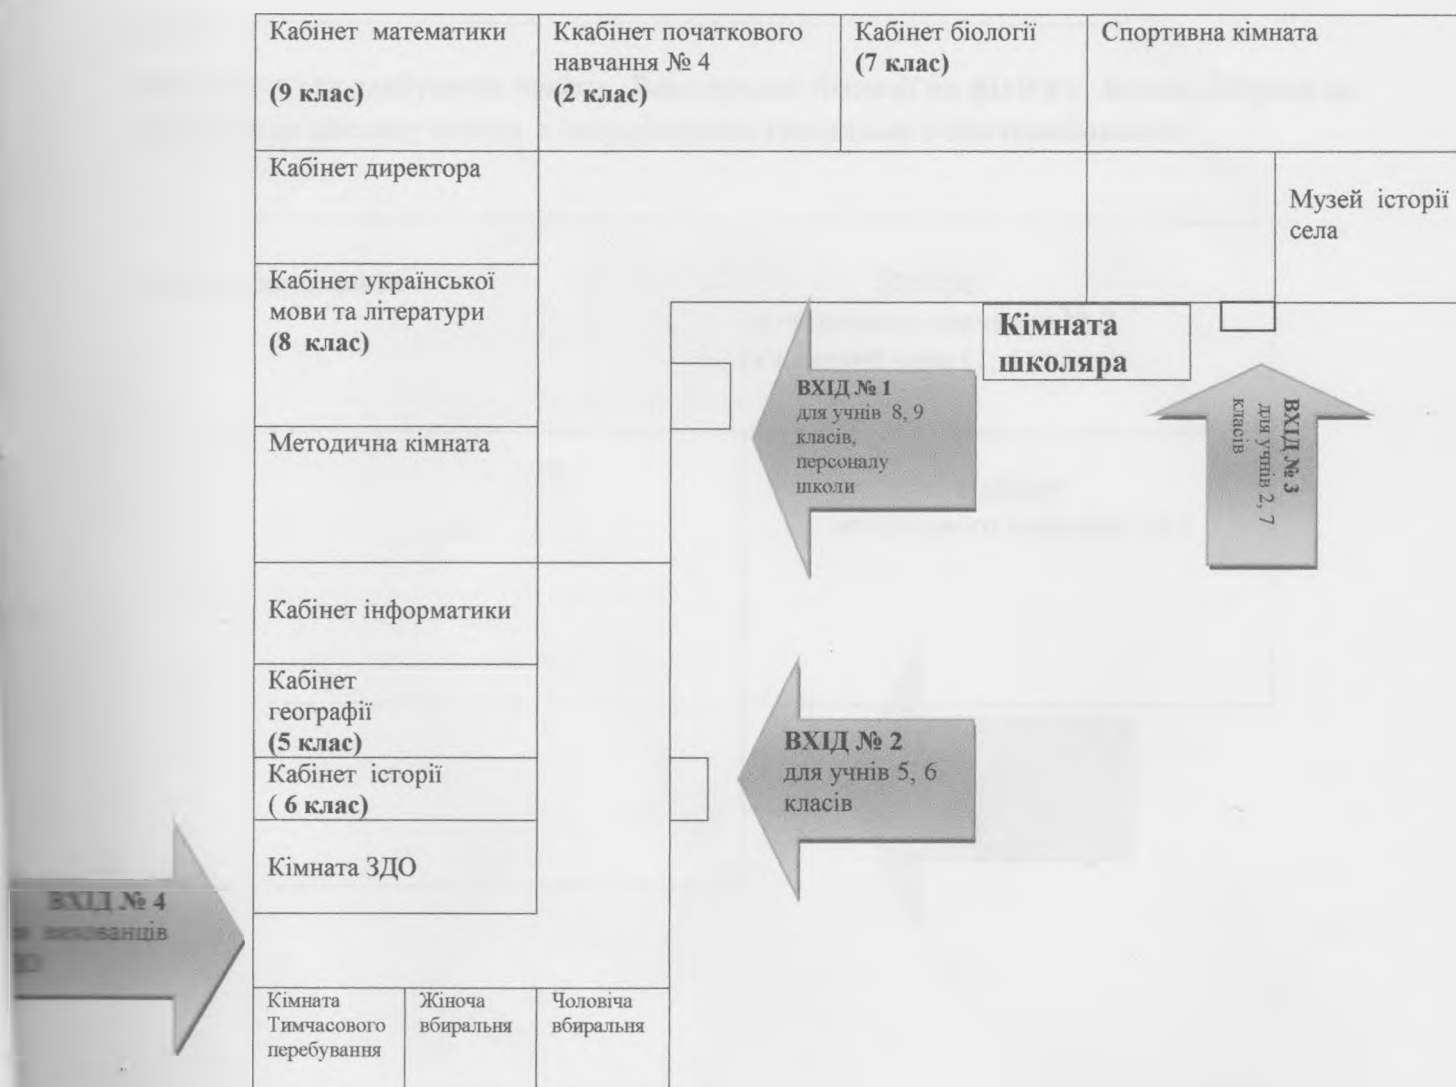 Кабінет математики
(9 клас)
Ккабінет початкового
навчання № 4
(2 клас)
Кабінет біології
(7 клас)
Спортивна кімната
Кабінет директора
Музей історії
села
Кабінет української
мови та літератури
(8 клас)
Кімната
школяра
ВХІД № 1
для учнів 8, 9
класів,
персоналу
школи
ВХІД № 3
для учнів 2, 7
класів
Методична кімната
Кабінет інформатики
Кабінет
географії
(5 клас)
Кабінет історії
( 6 клас)
ВХІД № 2
для учнів 5, 6
класів
Кімната ЗДО
ВХІД № 4
вихованців
Кімната
Тимчасового
перебування
Жіноча
вбиральня
Чоловіча
вбиральня